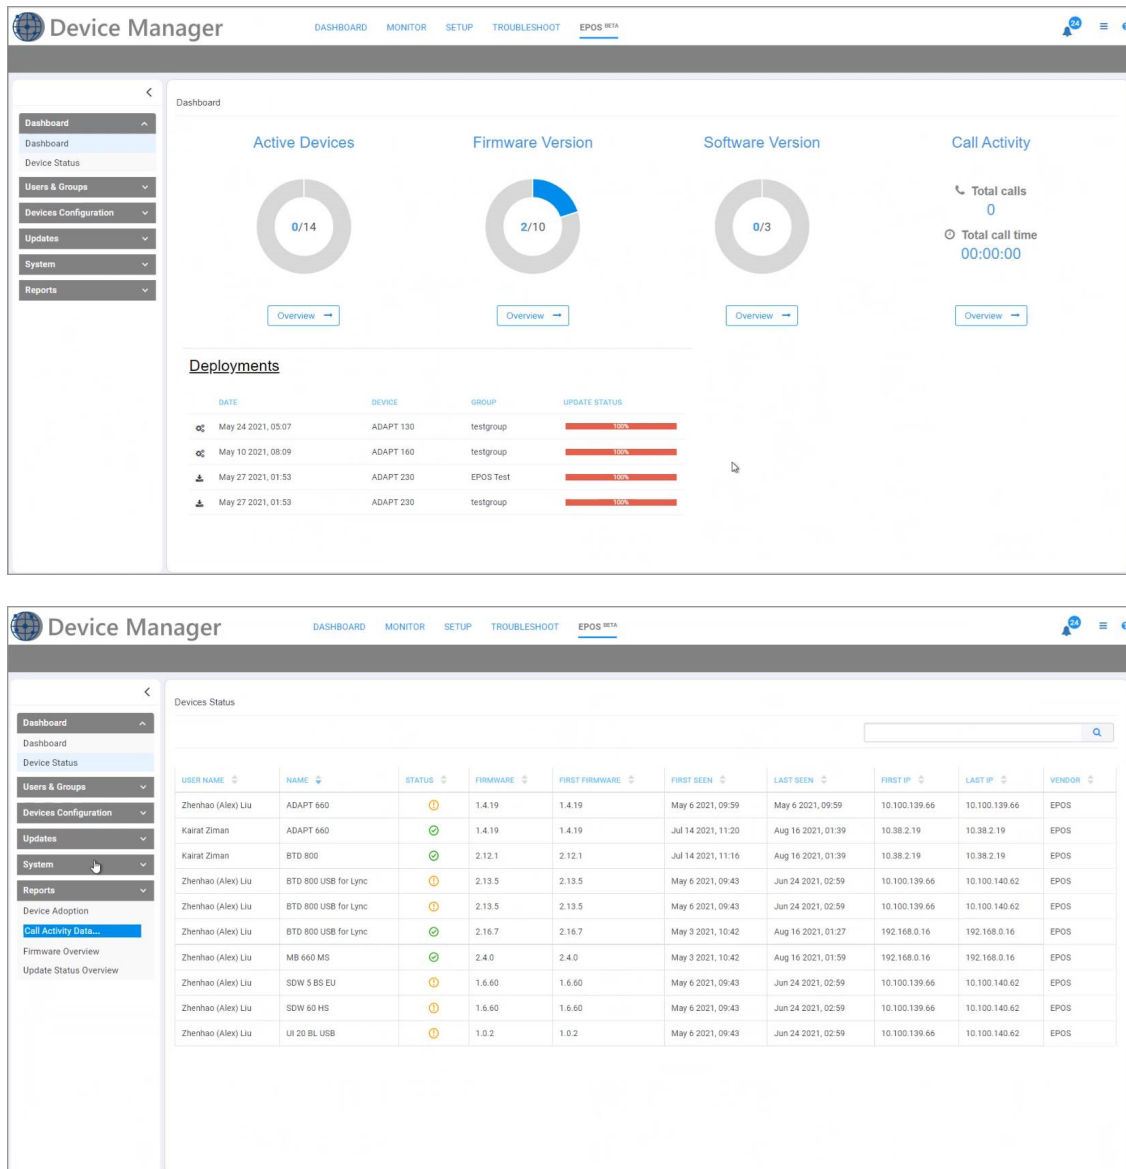 Device Manager
DASHBOARD MONITOR SETUP TROUBLESHOOT EPOS BETA
24
Dashboard
Dashboard
Dashboard
Device Status
Users & Groups
Devices Configuration
Updates
System
Reports
Active Devices Firmware Version Software Version Call Activity
Total calls
0
0/14 2/10 0/3
Total call time
00:00:00
Overview Overview Overview Overview
Deployments
DATE DEVICE GROUP UPDATE STATUS
May 24 2021, 05:07 ADAPT 130 testgroup 100%
May 10 2021, 08:09 ADAPT 160 testgroup 100%
May 27 2021, 01:53 ADAPT 230 EPOS Test 100%
May 27 2021, 01:53 ADAPT 230 testgroup 100%
Device Manager
DASHBOARD MONITOR SETUP TROUBLESHOOT EPOS BETA
24
Dashboard
Dashboard
Device Status
Users & Groups
Devices Configuration
Updates
System
Reports
Device Adoption
Call Activity Data...
Firmware Overview
Update Status Overview
Devices Status
USER NAME NAME STATUS FIRMWARE FIRST FIRMWARE FIRST SEEN LAST SEEN FIRST IP LAST IP VENDOR
Zhenhao (Alex) Liu ADAPT 660 1.4.19 1.4.19 May 6 2021, 09:59 May 6 2021, 09:59 10.100.139.66 10.100.139.66 EPOS
Kairat Ziman ADAPT 660 1.4.19 1.4.19 Jul 14 2021, 11:20 Aug 16 2021, 01:39 10.38.2.19 10.38.2.19 EPOS
Kairat Ziman BTD 800 2.12.1 2.12.1 Jul 14 2021, 11:16 Aug 16 2021, 01:39 10.38.2.19 10.38.2.19 EPOS
Zhenhao (Alex) Liu BTD 800 USB for Lync 2.13.5 2.13.5 May 6 2021, 09:43 Jun 24 2021, 02:59 10.100.139.66 10.100.140.62 EPOS
Zhenhao (Alex) Liu BTD 800 USB for Lync 2.13.5 2.13.5 May 6 2021, 09:43 Jun 24 2021, 02:59 10.100.139.66 10.100.140.62 EPOS
Zhenhao (Alex) Liu BTD 800 USB for Lync 2.16.7 2.16.7 May 3 2021, 10:42 Aug 16 2021, 01:27 192.168.0.16 192.168.0.16 EPOS
Zhenhao (Alex) Liu MB 660 MS 2.4.0 2.4.0 May 3 2021, 10:42 Aug 16 2021, 01:59 192.168.0.16 192.168.0.16 EPOS
Zhenhao (Alex) Liu SDW 5 BS EU 1.6.60 1.6.60 May 6 2021, 09:43 Jun 24 2021, 02:59 10.100.139.66 10.100.140.62 EPOS
Zhenhao (Alex) Liu SDW 60 HS 1.6.60 1.6.60 May 6 2021, 09:43 Jun 24 2021, 02:59 10.100.139.66 10.100.140.62 EPOS
Zhenhao (Alex) Liu UI 20 BL USB 1.0.2 1.0.2 May 6 2021, 09:43 Jun 24 2021, 02:59 10.100.139.66 10.100.140.62 EPOS